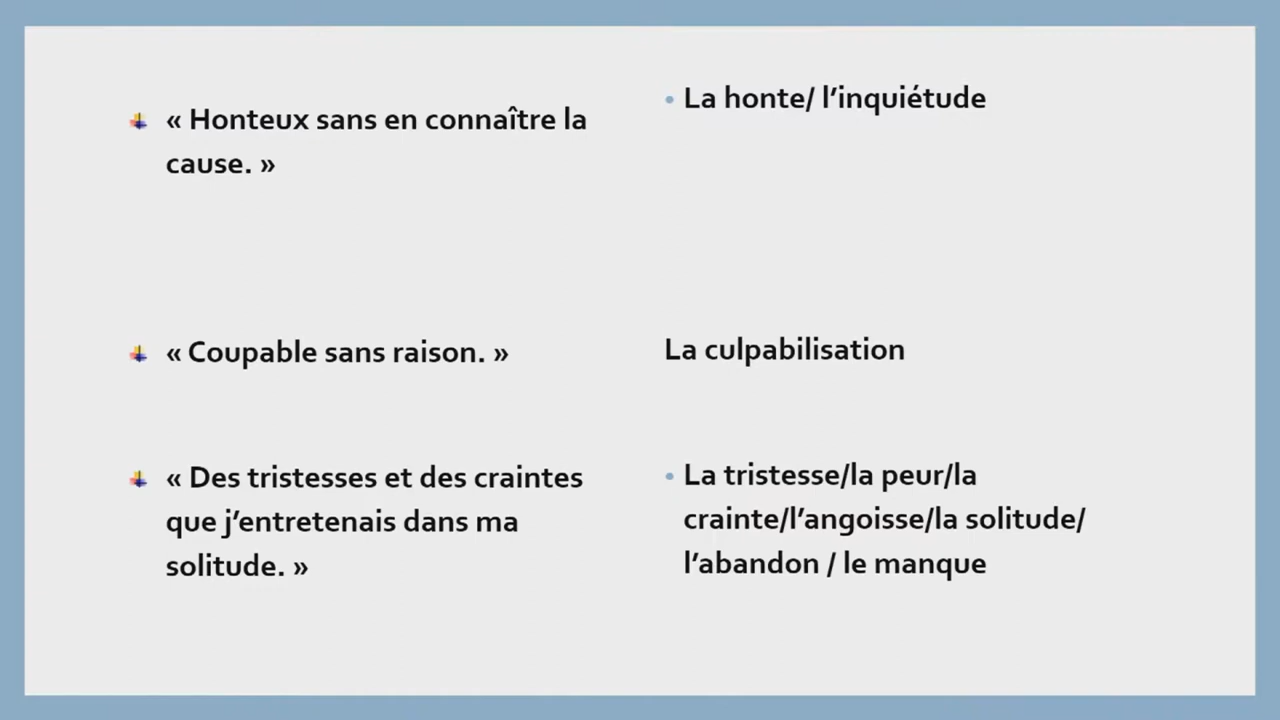 « Honteux sans en connaître la
cause. »
La honte/ l’inquiétude
« Coupable sans raison. »
La culpabilisation
« Des tristesses et des craintes
que j’entretenais dans ma
solitude. »
La tristesse/la peur/la
crainte/l’angoisse/la solitude/
l’abandon / le manque